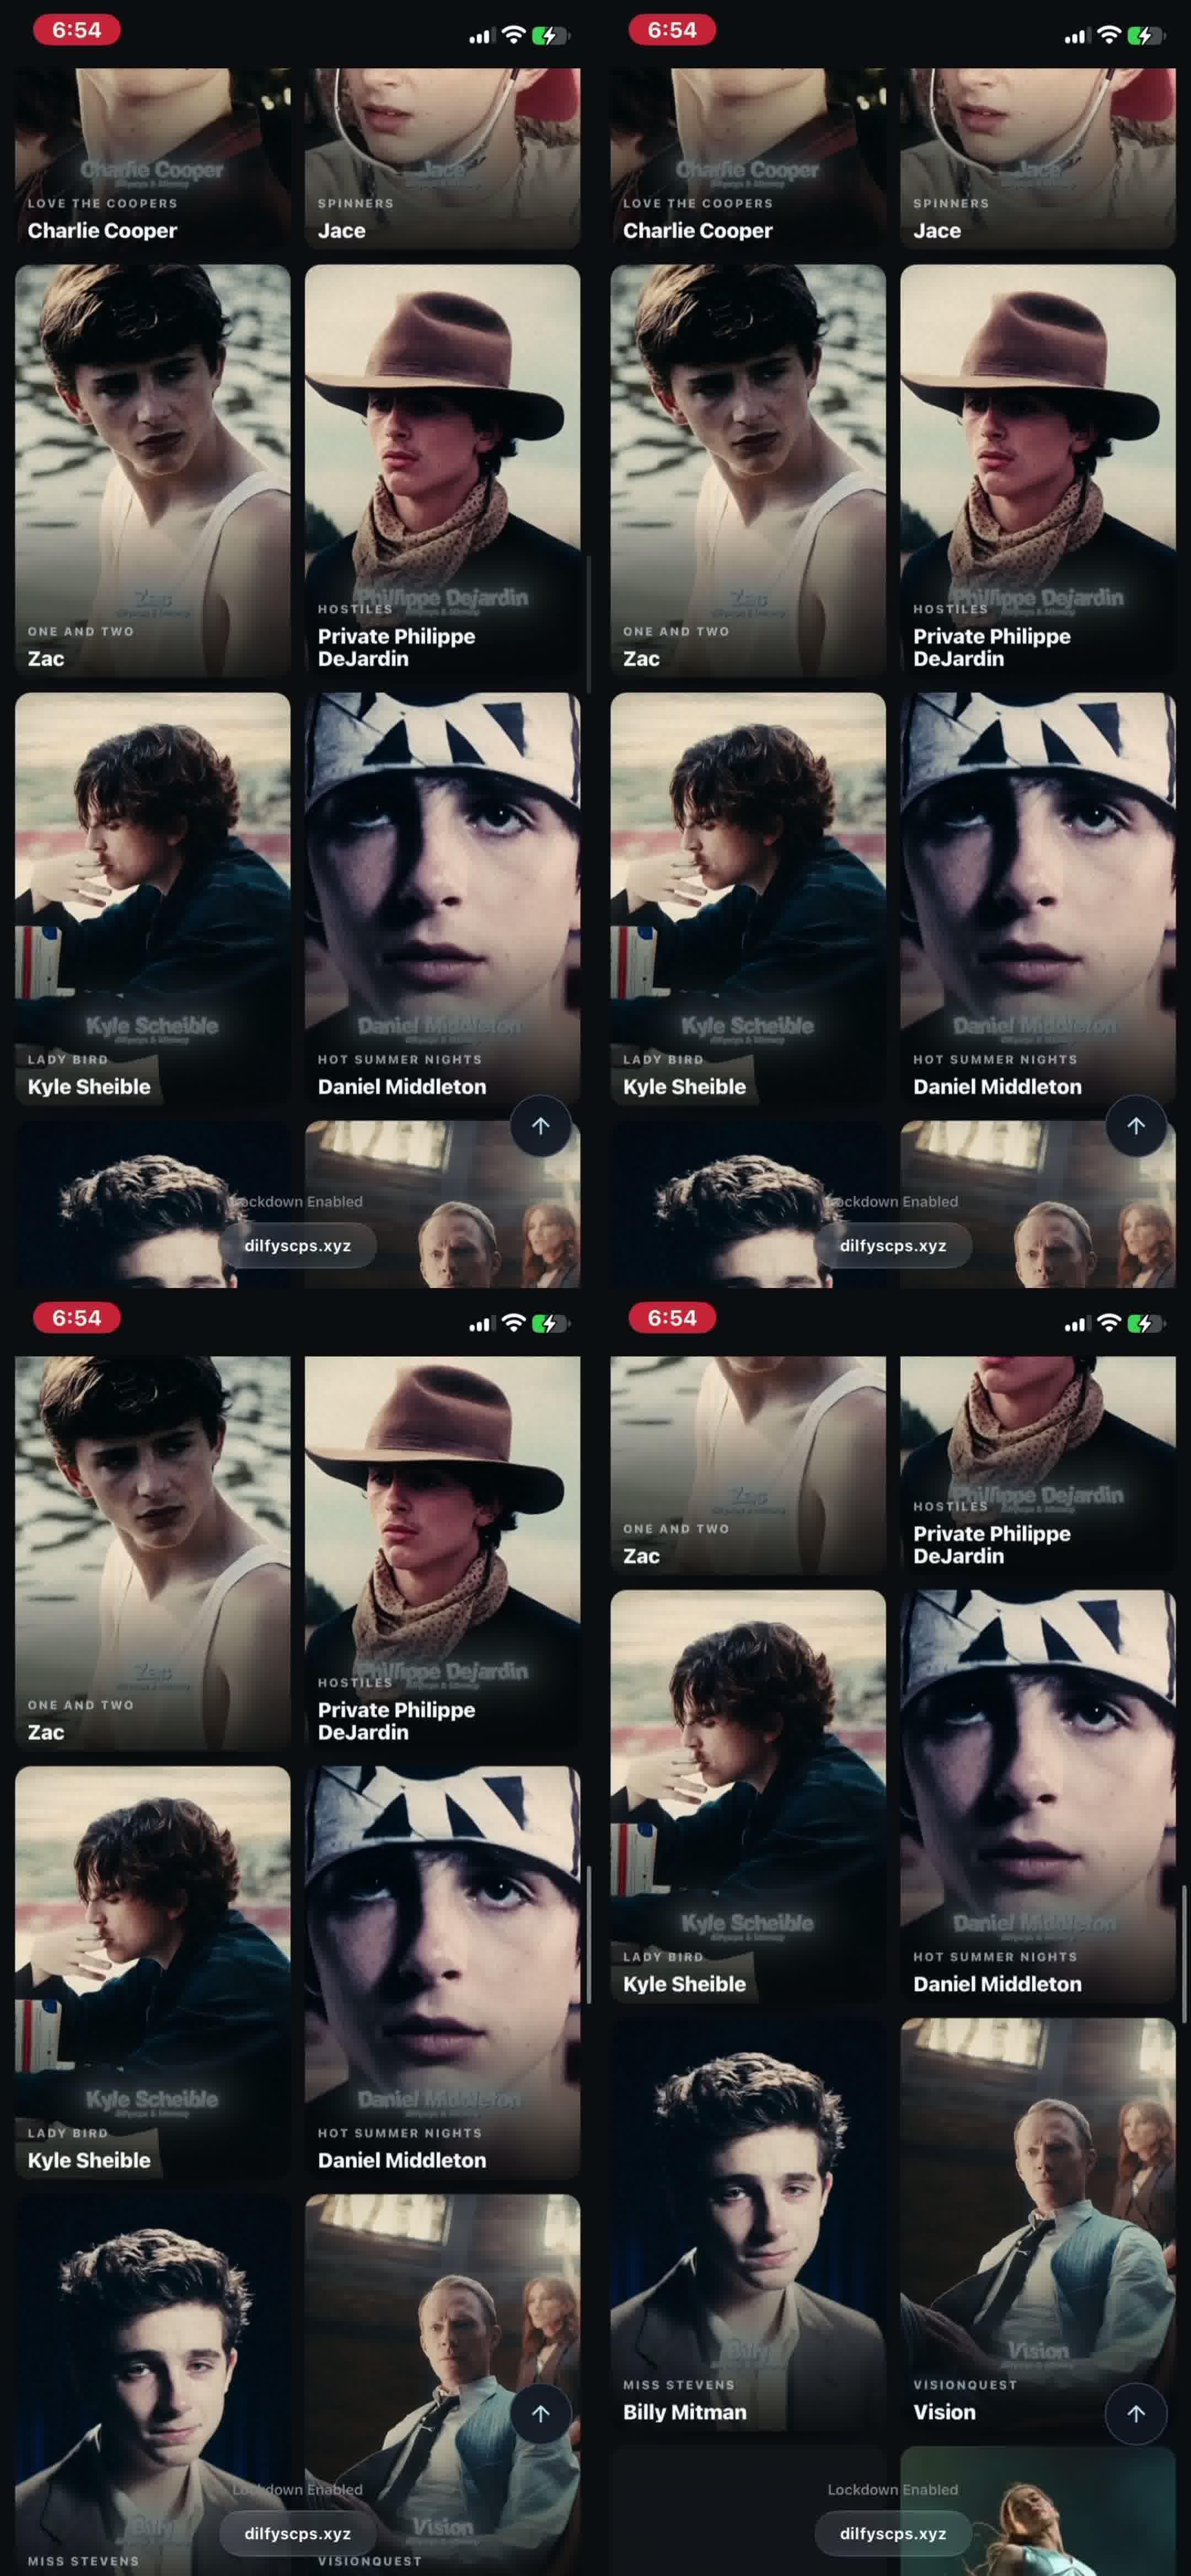 6:54
Charlie Cooper
LOVE THE COOPERS
Charlie Cooper
Jace
SPINNERS
Jace
Zac
ONE AND TWO
Zac
Phillippe Dejardin
HOSTILES
Private Philippe
DeJardin
Kyle Scheible
LADY BIRD
Kyle Sheible
Daniel Middleton
HOT SUMMER NIGHTS
Daniel Middleton
Lockdown Enabled
dilfyscps.xyz
6:54
Charlie Cooper
LOVE THE COOPERS
Charlie Cooper
Jace
SPINNERS
Jace
Zac
ONE AND TWO
Zac
Phillippe Dejardin
HOSTILES
Private Philippe
DeJardin
Kyle Scheible
LADY BIRD
Kyle Sheible
Daniel Middleton
HOT SUMMER NIGHTS
Daniel Middleton
Lockdown Enabled
dilfyscps.xyz
6:54
Zac
ONE AND TWO
Zac
Phillippe Dejardin
HOSTILES
Private Philippe
DeJardin
Kyle Scheible
LADY BIRD
Kyle Sheible
Daniel Middleton
HOT SUMMER NIGHTS
Daniel Middleton
Billy
MISS STEVENS
Vision
VISIONQUEST
Lockdown Enabled
dilfyscps.xyz
6:54
Zac
ONE AND TWO
Zac
Phillippe Dejardin
HOSTILES
Private Philippe
DeJardin
Kyle Scheible
LADY BIRD
Kyle Sheible
Daniel Middleton
HOT SUMMER NIGHTS
Daniel Middleton
Billy
MISS STEVENS
Billy Mitman
Vision
VISIONQUEST
Vision
Lockdown Enabled
dilfyscps.xyz